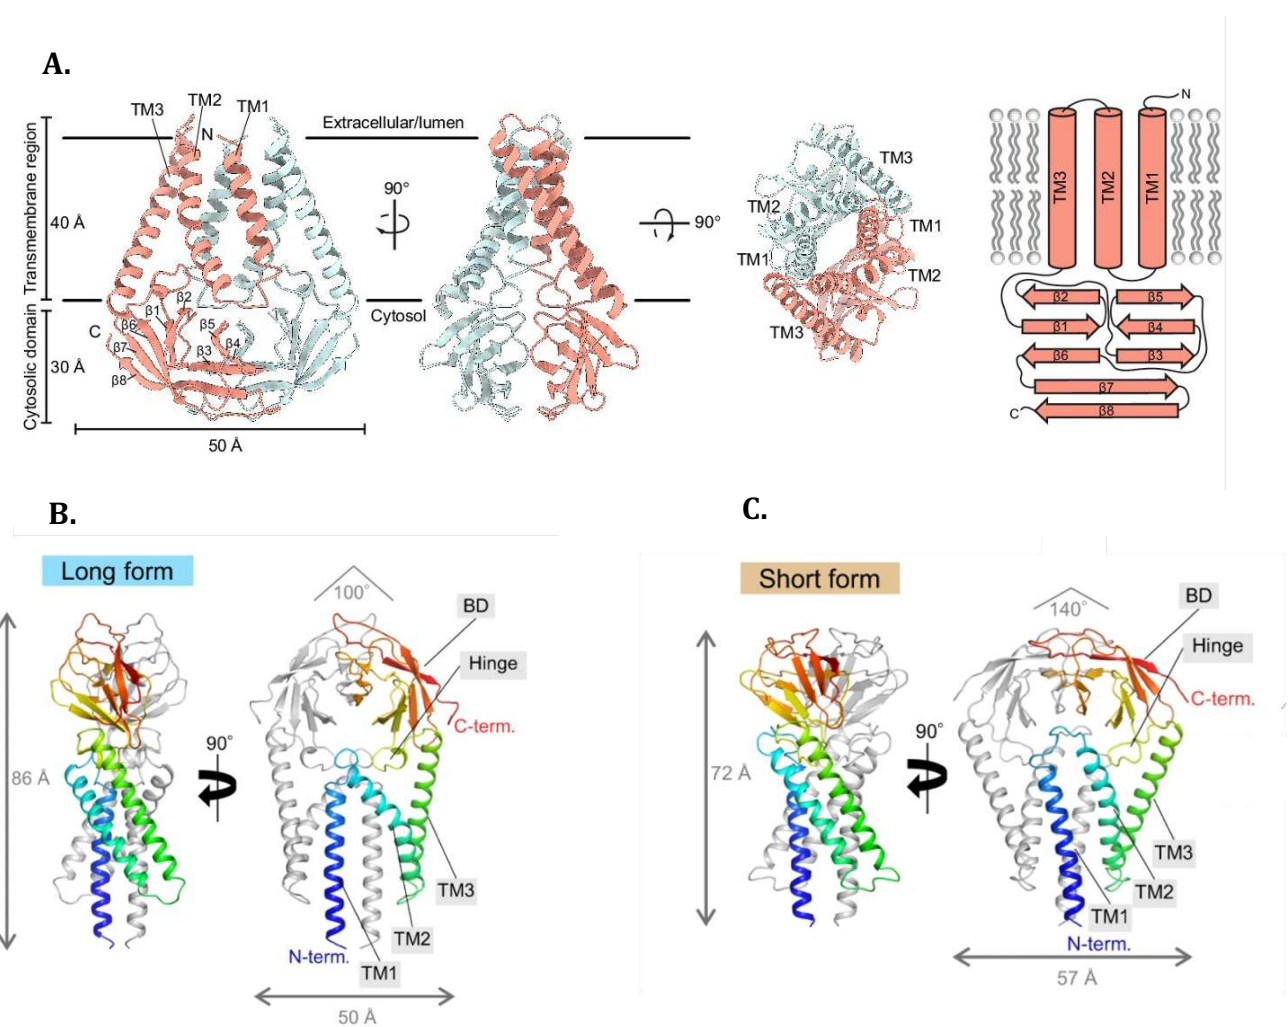 A.
TM3
TM2
TM1
N
Extracellular/lumen
Transmembrane region
40 Å
90°
90°
Cytosol
Cytosolic domain
30 Å
C
β1
β2
β6
β5
β7
β3
β4
β8
50 Å
TM3
TM2
TM1
TM1
TM2
TM3
N
TM3
TM2
TM1
β2
β5
β1
β4
β6
β3
β7
β8
C
B.
Long form
100°
BD
Hinge
C-term.
90°
86 Å
TM3
TM2
N-term.
TM1
50 Å
C.
Short form
140°
BD
Hinge
C-term.
90°
72 Å
TM3
TM2
TM1
N-term.
57 Å